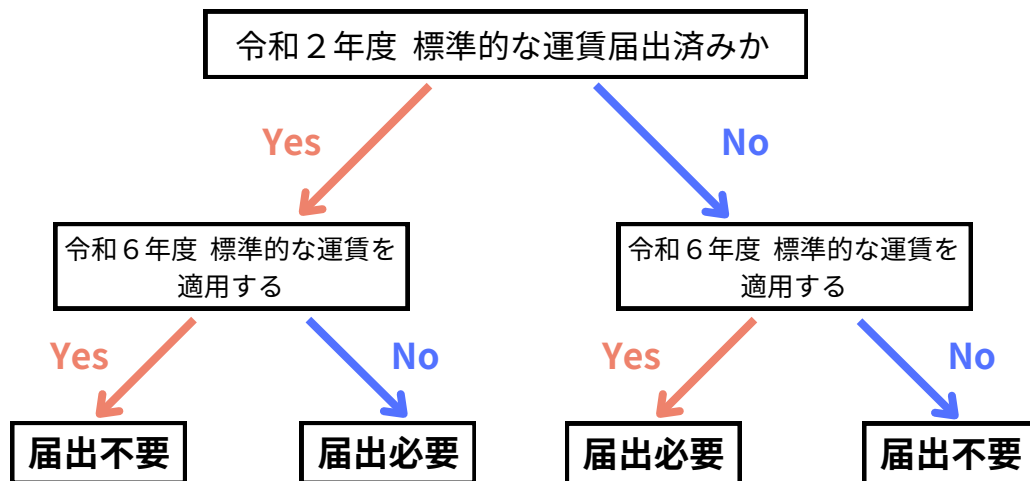 令和２年度 標準的な運賃届出済みか
Yes
No
令和６年度 標準的な運賃を
適用する
令和６年度 標準的な運賃を
適用する
Yes
No
Yes
No
届出不要
届出必要
届出必要
届出不要